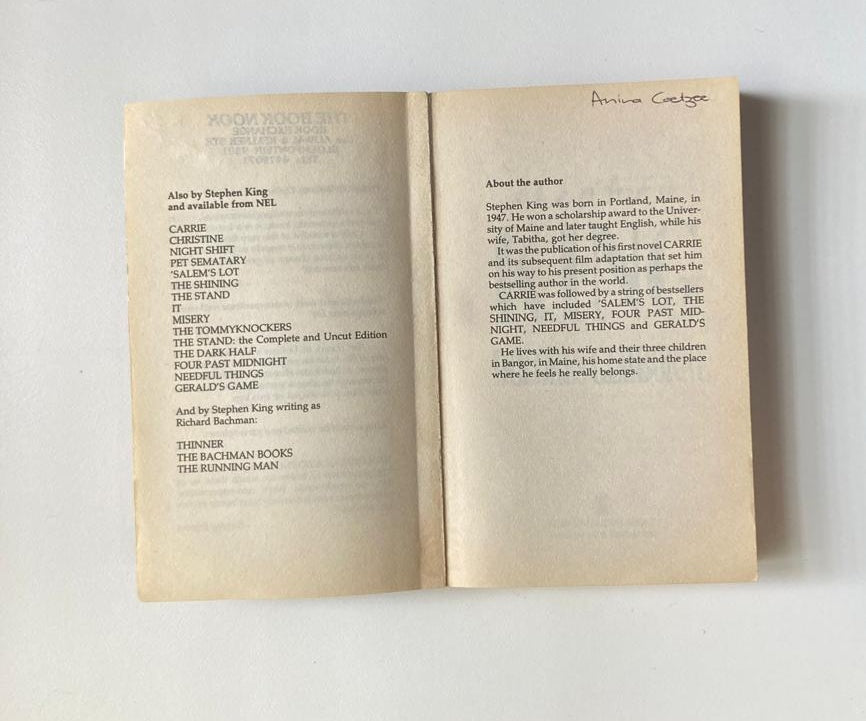 Also by Stephen King
and available from NEL
CARRIE
CHRISTINE
NIGHT SHIFT
PET SEMATARY
'SALEM'S LOT
THE SHINING
THE STAND
IT
MISERY
THE TOMMYKNOCKERS
THE STAND: the Complete and Uncut Edition
THE DARK HALF
FOUR PAST MIDNIGHT
NEEDFUL THINGS
GERALD'S GAME
And by Stephen King writing as
Richard Bachman:
THINNER
THE BACHMAN BOOKS
THE RUNNING MAN
Anina Coetzee
About the author
Stephen King was born in Portland, Maine, in
1947. He won a scholarship award to the Univer-
sity of Maine and later taught English, while his
wife, Tabitha, got her degree.
It was the publication of his first novel CARRIE
and its subsequent film adaptation that set him
on his way to his present position as perhaps the
bestselling author in the world.
CARRIE was followed by a string of bestsellers
which have included 'SALEM'S LOT, THE
SHINING, IT, MISERY, FOUR PAST MID-
NIGHT, NEEDFUL THINGS and GERALD'S
GAME.
He lives with his wife and their three children
in Bangor, in Maine, his home state and the place
where he feels he really belongs.